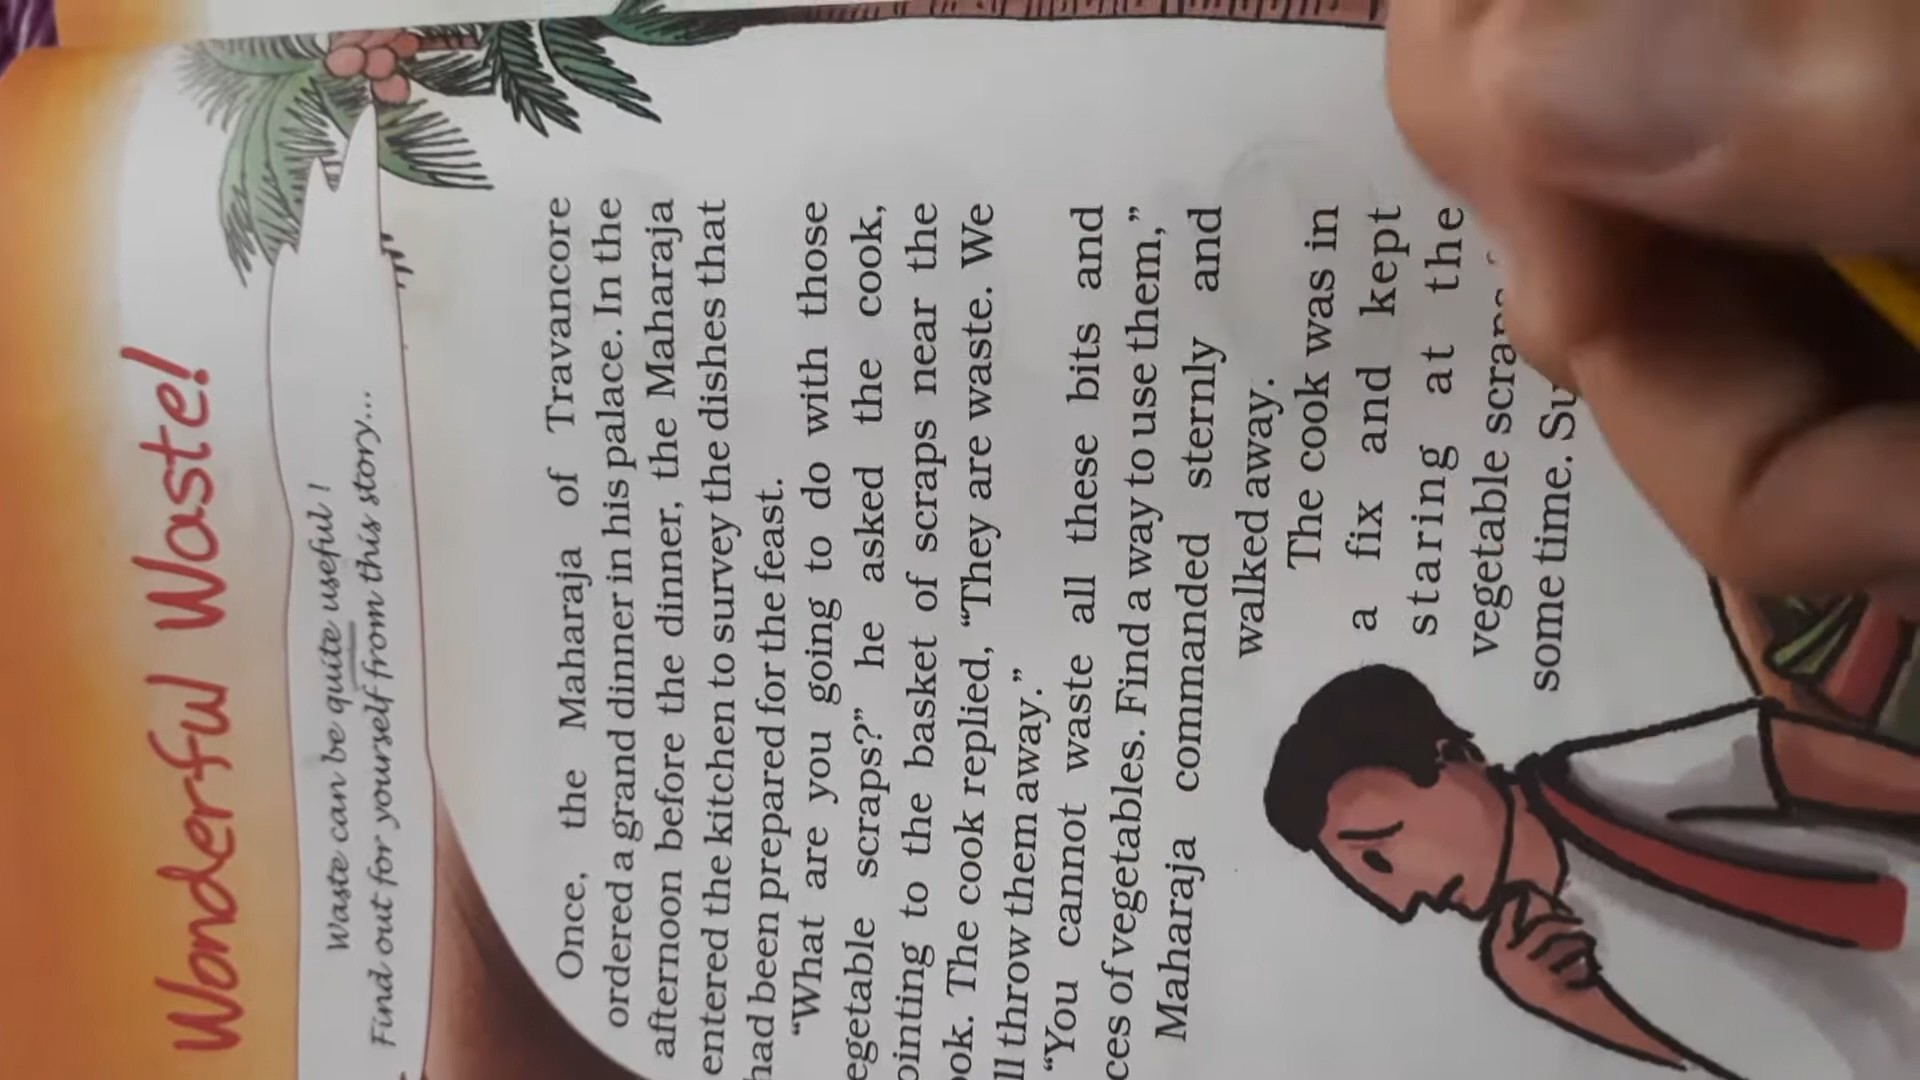 Wonderful Waste!
Waste can be quite useful !
Find out for yourself from this story...
Once, the Maharaja of Travancore
ordered a grand dinner in his palace. In the
afternoon before the dinner, the Maharaja
entered the kitchen to survey the dishes that
had been prepared for the feast.
“What are you going to do with those
egetable scraps?” he asked the cook,
ointing to the basket of scraps near the
ok. The cook replied, “They are waste. We
ll throw them away.”
“You cannot waste all these bits and
ces of vegetables. Find a way to use them,”
Maharaja commanded sternly and
walked away.
The cook was in
a fix and kept
staring at the
vegetable
some time.